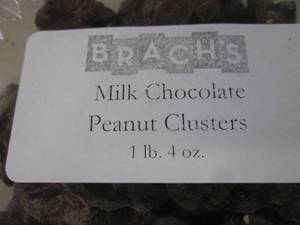 BRACH'S
Milk Chocolate
Peanut Clusters
1 lb. 4 oz.